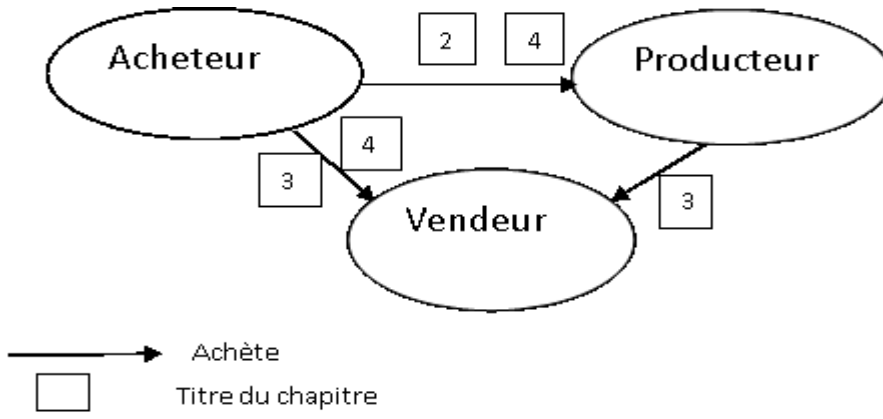 Acheteur
2
4
Producteur
3
4
Vendeur
3
Achète
Titre du chapitre